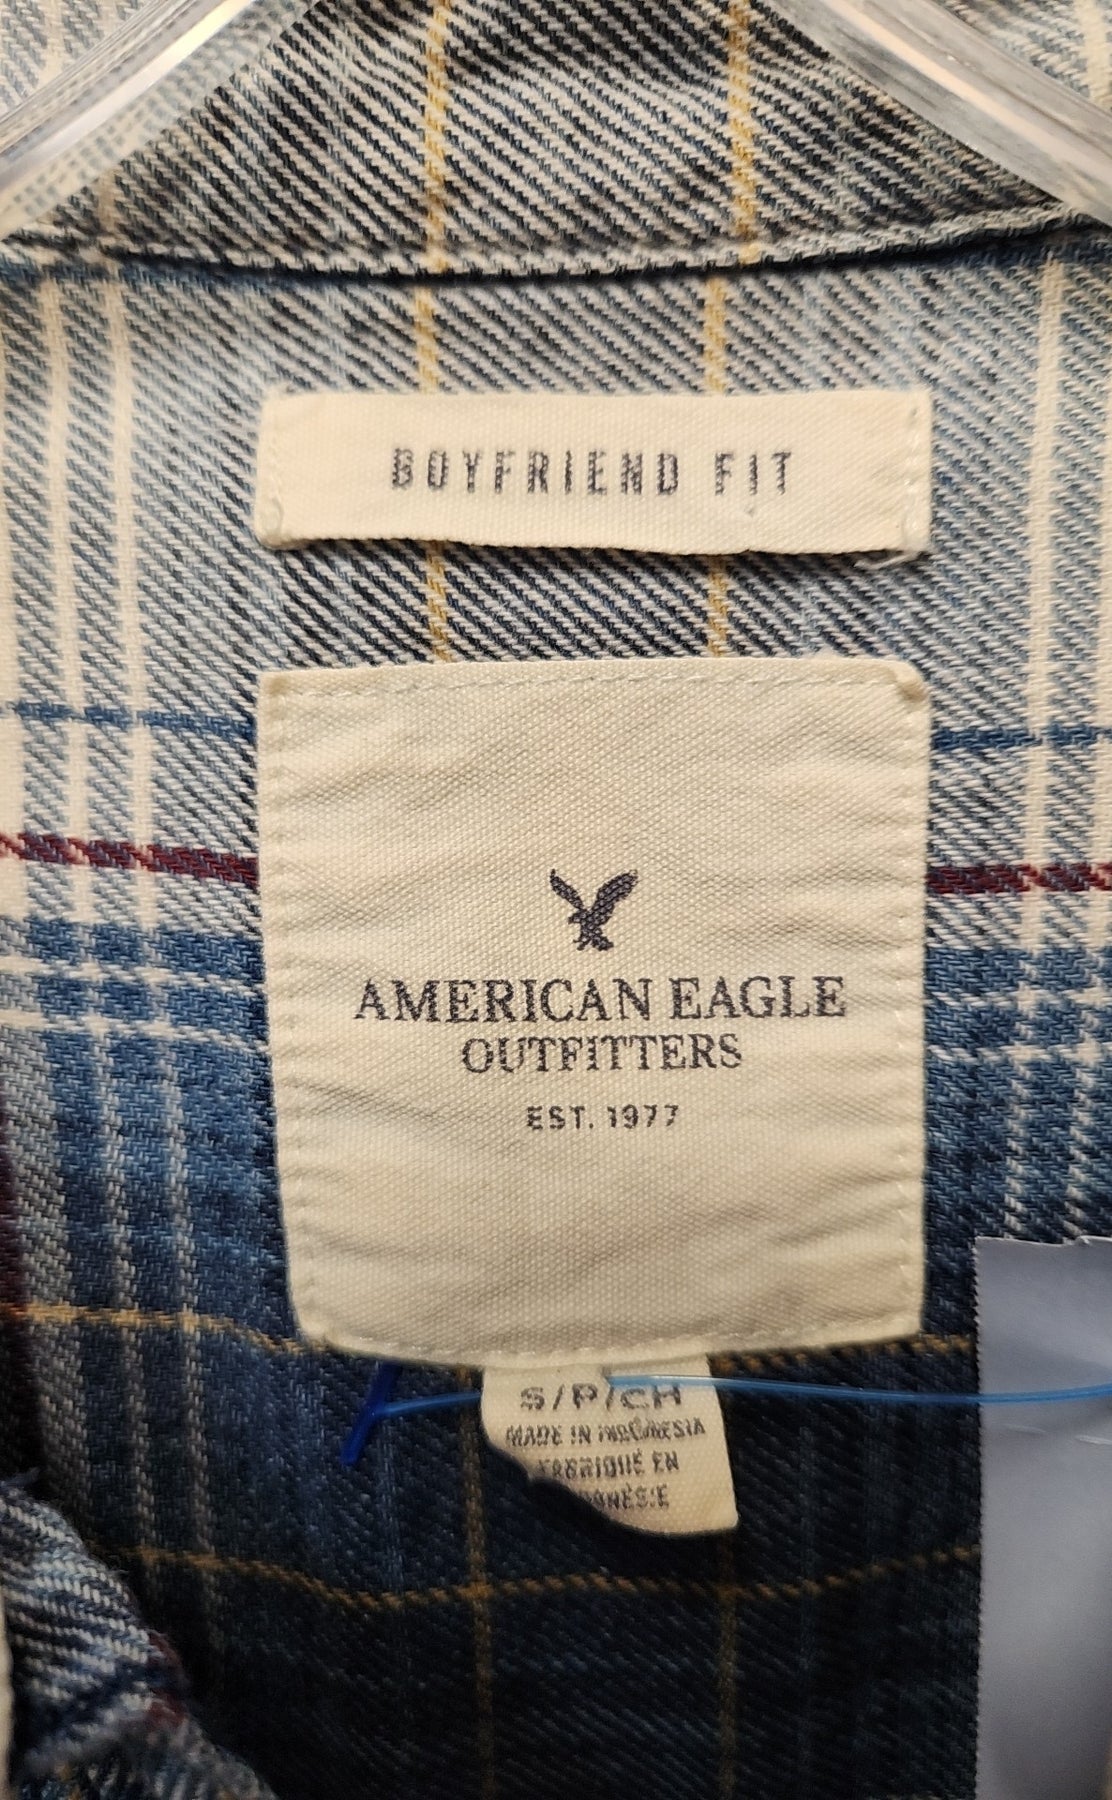 BOYFRIEND FIT
AMERICAN EAGLE
OUTFITTERS
EST. 1977
S/P/CH
MADE IN INDONESIA
FABRIQUÉ EN